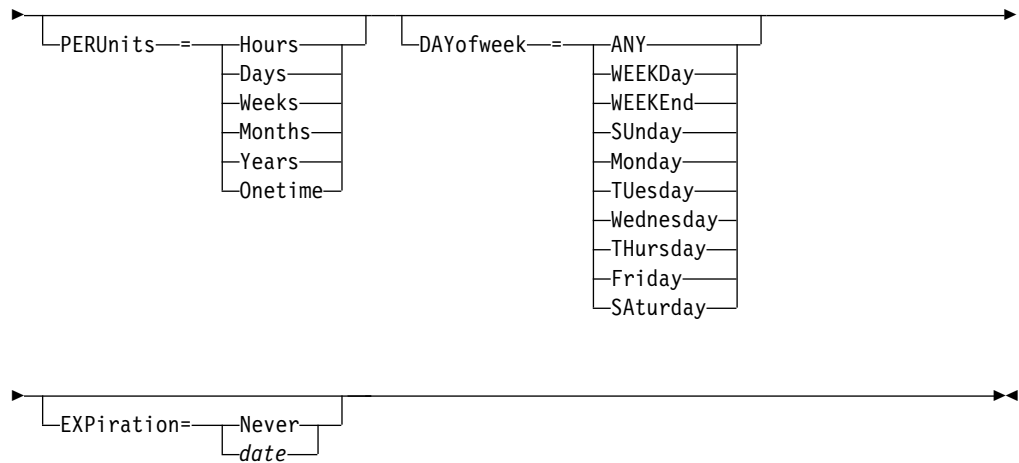 PERUnits = Hours DAYofweek = ANY
Days WEEKDay
Weeks WEEKEnd
Months SUnday
Years Monday
Onetime TUesday
Wednesday
THursday
Friday
SAturday
EXPiration= Never
date